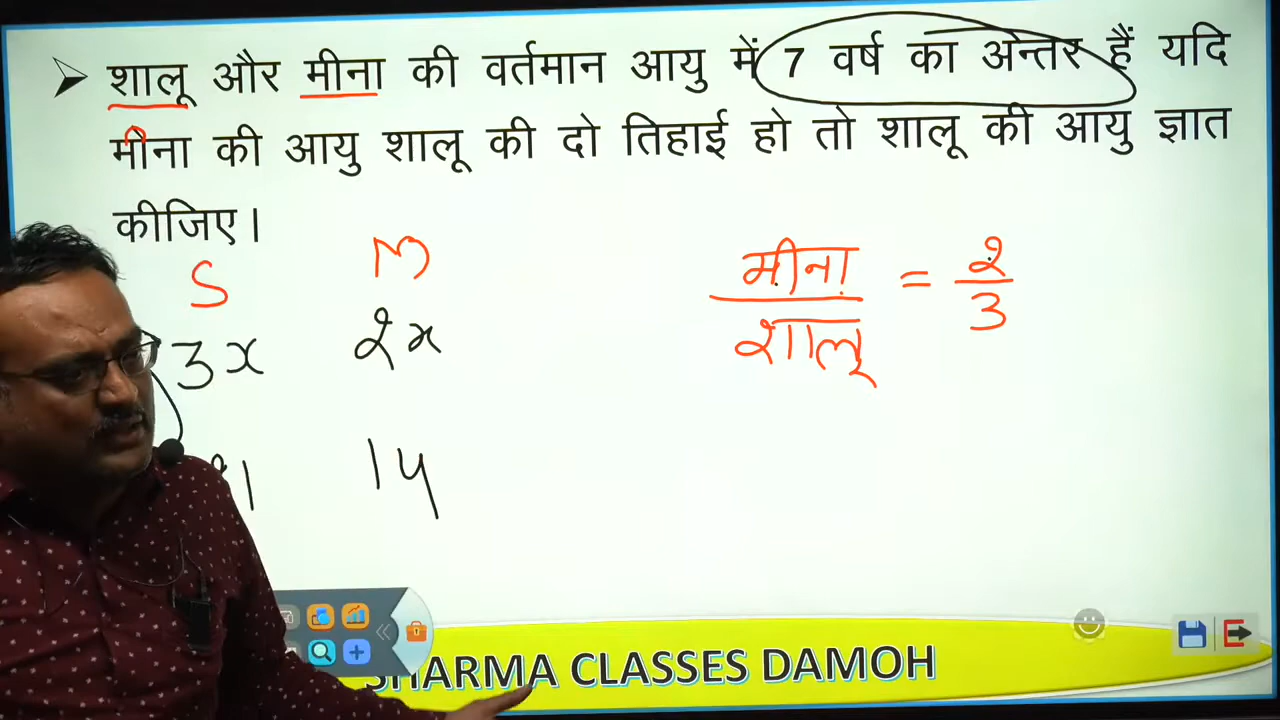 शालू और मीना की वर्तमान आयु में 7 वर्ष का अन्तर हैं यदि
मीना की आयु शालू की दो तिहाई हो तो शालू की आयु ज्ञात
कीजिए।
S M
3x 2x
21 14
मीना / शालू = 2 / 3
SHARMA CLASSES DAMOH